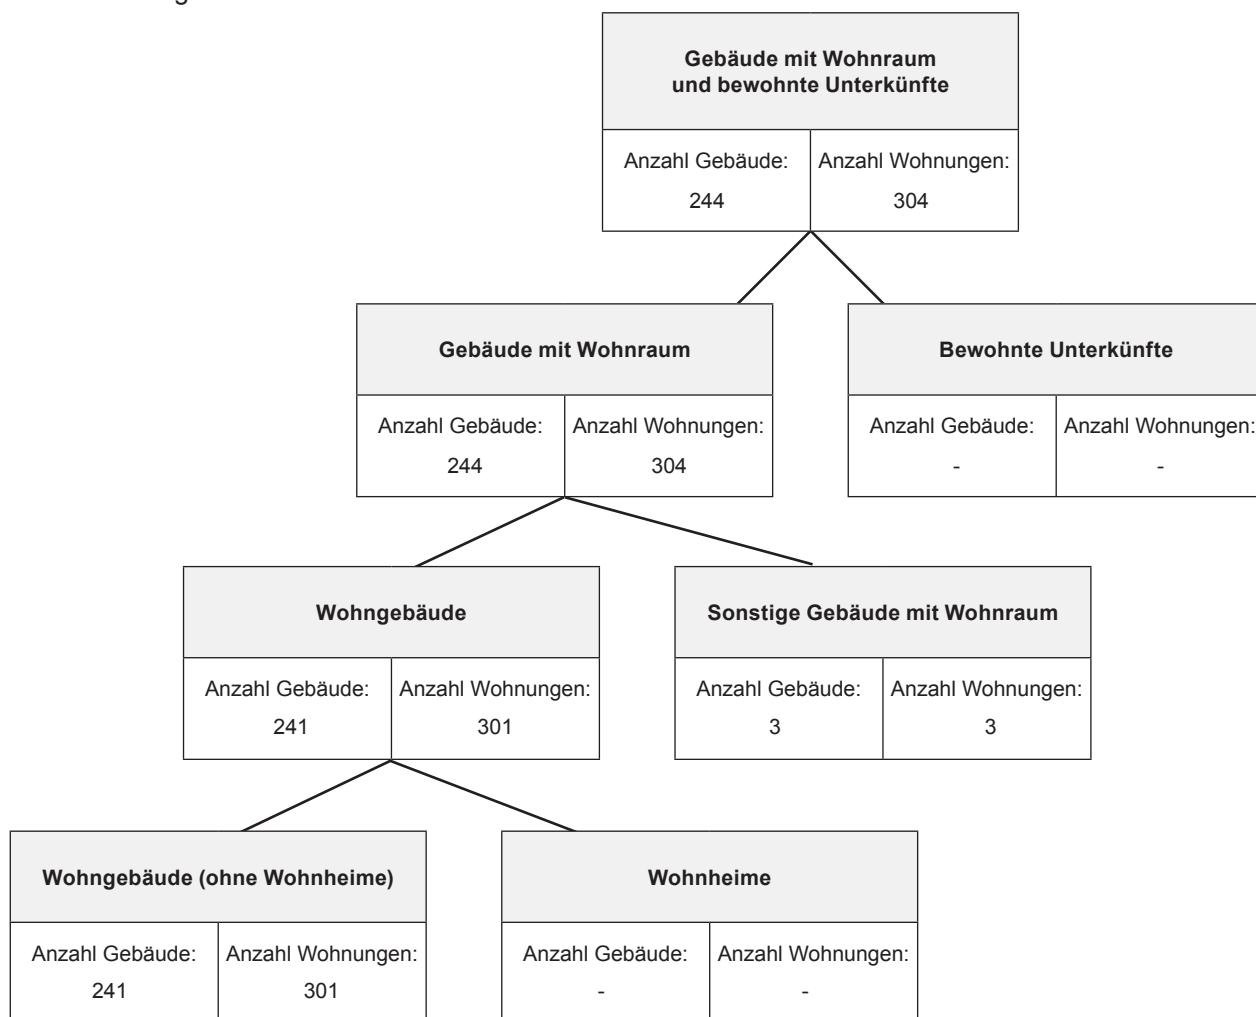 Gebäude mit Wohnraum
und bewohnte Unterkünfte
Anzahl Gebäude: Anzahl Wohnungen:
244 304
Gebäude mit Wohnraum
Anzahl Gebäude: Anzahl Wohnungen:
244 304
Bewohnte Unterkünfte
Anzahl Gebäude: Anzahl Wohnungen:
- -
Wohngebäude
Anzahl Gebäude: Anzahl Wohnungen:
241 301
Sonstige Gebäude mit Wohnraum
Anzahl Gebäude: Anzahl Wohnungen:
3 3
Wohngebäude (ohne Wohnheime)
Anzahl Gebäude: Anzahl Wohnungen:
241 301
Wohnheime
Anzahl Gebäude: Anzahl Wohnungen:
- -